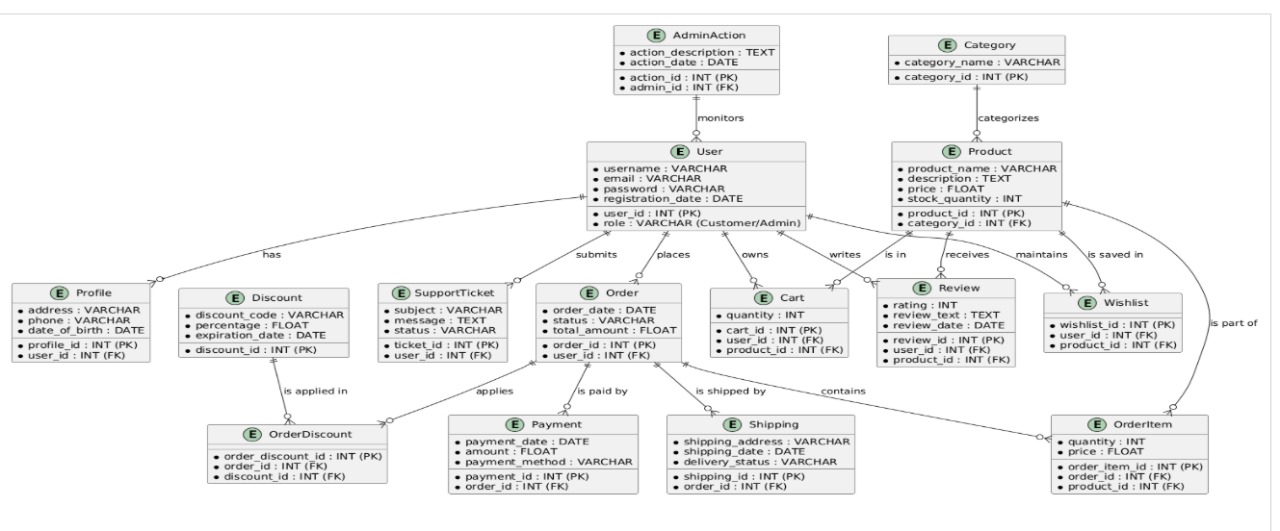 E AdminAction
action_description : TEXT
action_date : DATE
action_id : INT (PK)
admin_id : INT (FK)
E Category
category_name : VARCHAR
category_id : INT (PK)
monitors
categorizes
E User
username : VARCHAR
email : VARCHAR
password : VARCHAR
registration_date : DATE
user_id : INT (PK)
role : VARCHAR (Customer/Admin)
E Product
product_name : VARCHAR
description : TEXT
price : FLOAT
stock_quantity : INT
product_id : INT (PK)
category_id : INT (FK)
has
submits
places
owns
writes
is in
receives
maintains
is saved in
is part of
E Profile
address : VARCHAR
phone : VARCHAR
date_of_birth : DATE
profile_id : INT (PK)
user_id : INT (FK)
E Discount
discount_code : VARCHAR
percentage : FLOAT
expiration_date : DATE
discount_id : INT (PK)
E SupportTicket
subject : VARCHAR
message : TEXT
status : VARCHAR
ticket_id : INT (PK)
user_id : INT (FK)
E Order
order_date : DATE
status : VARCHAR
total_amount : FLOAT
order_id : INT (PK)
user_id : INT (FK)
E Cart
quantity : INT
cart_id : INT (PK)
user_id : INT (FK)
product_id : INT (FK)
E Review
rating : INT
review_text : TEXT
review_date : DATE
review_id : INT (PK)
user_id : INT (FK)
product_id : INT (FK)
E Wishlist
wishlist_id : INT (PK)
user_id : INT (FK)
product_id : INT (FK)
is applied in
applies
is paid by
is shipped by
contains
E OrderDiscount
order_discount_id : INT (PK)
order_id : INT (FK)
discount_id : INT (FK)
E Payment
payment_date : DATE
amount : FLOAT
payment_method : VARCHAR
payment_id : INT (PK)
order_id : INT (FK)
E Shipping
shipping_address : VARCHAR
shipping_date : DATE
delivery_status : VARCHAR
shipping_id : INT (PK)
order_id : INT (FK)
E OrderItem
quantity : INT
price : FLOAT
order_item_id : INT (PK)
order_id : INT (FK)
product_id : INT (FK)